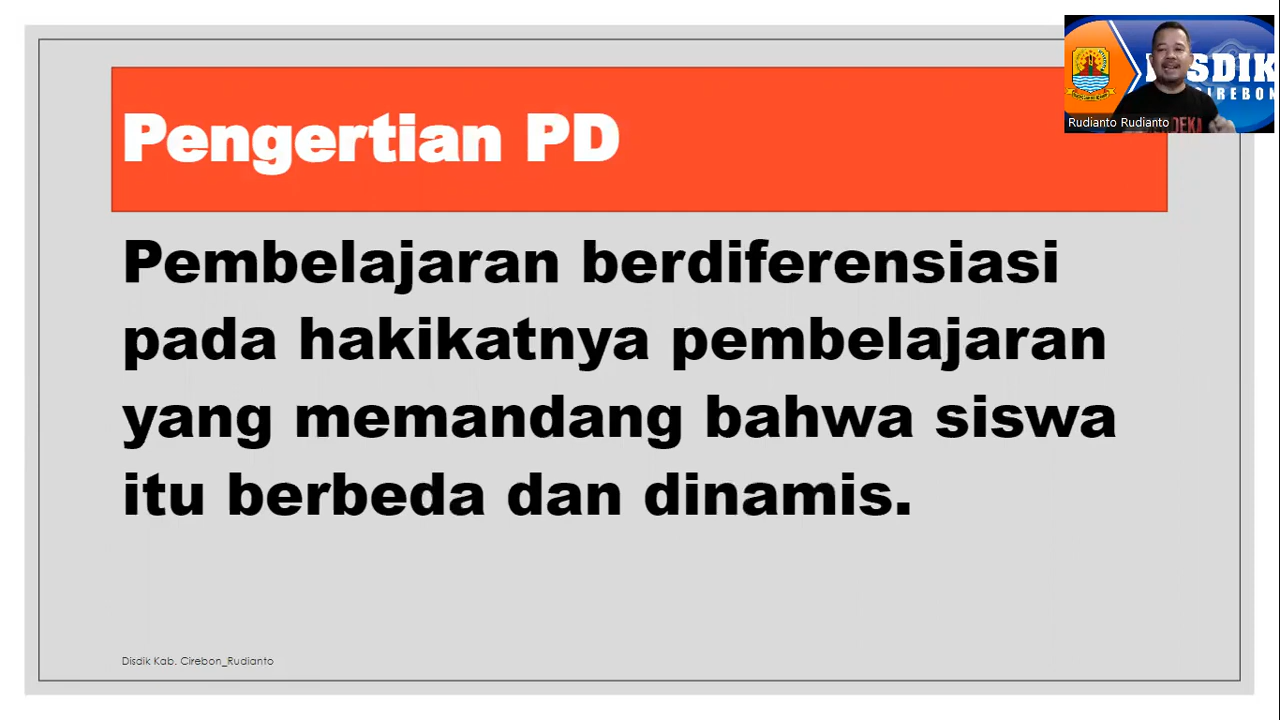 Pengertian PD
Pembelajaran berdiferensiasi
pada hakikatnya pembelajaran
yang memandang bahwa siswa
itu berbeda dan dinamis.
Disdik Kab. Cirebon_Rudianto
Rudianto Rudianto